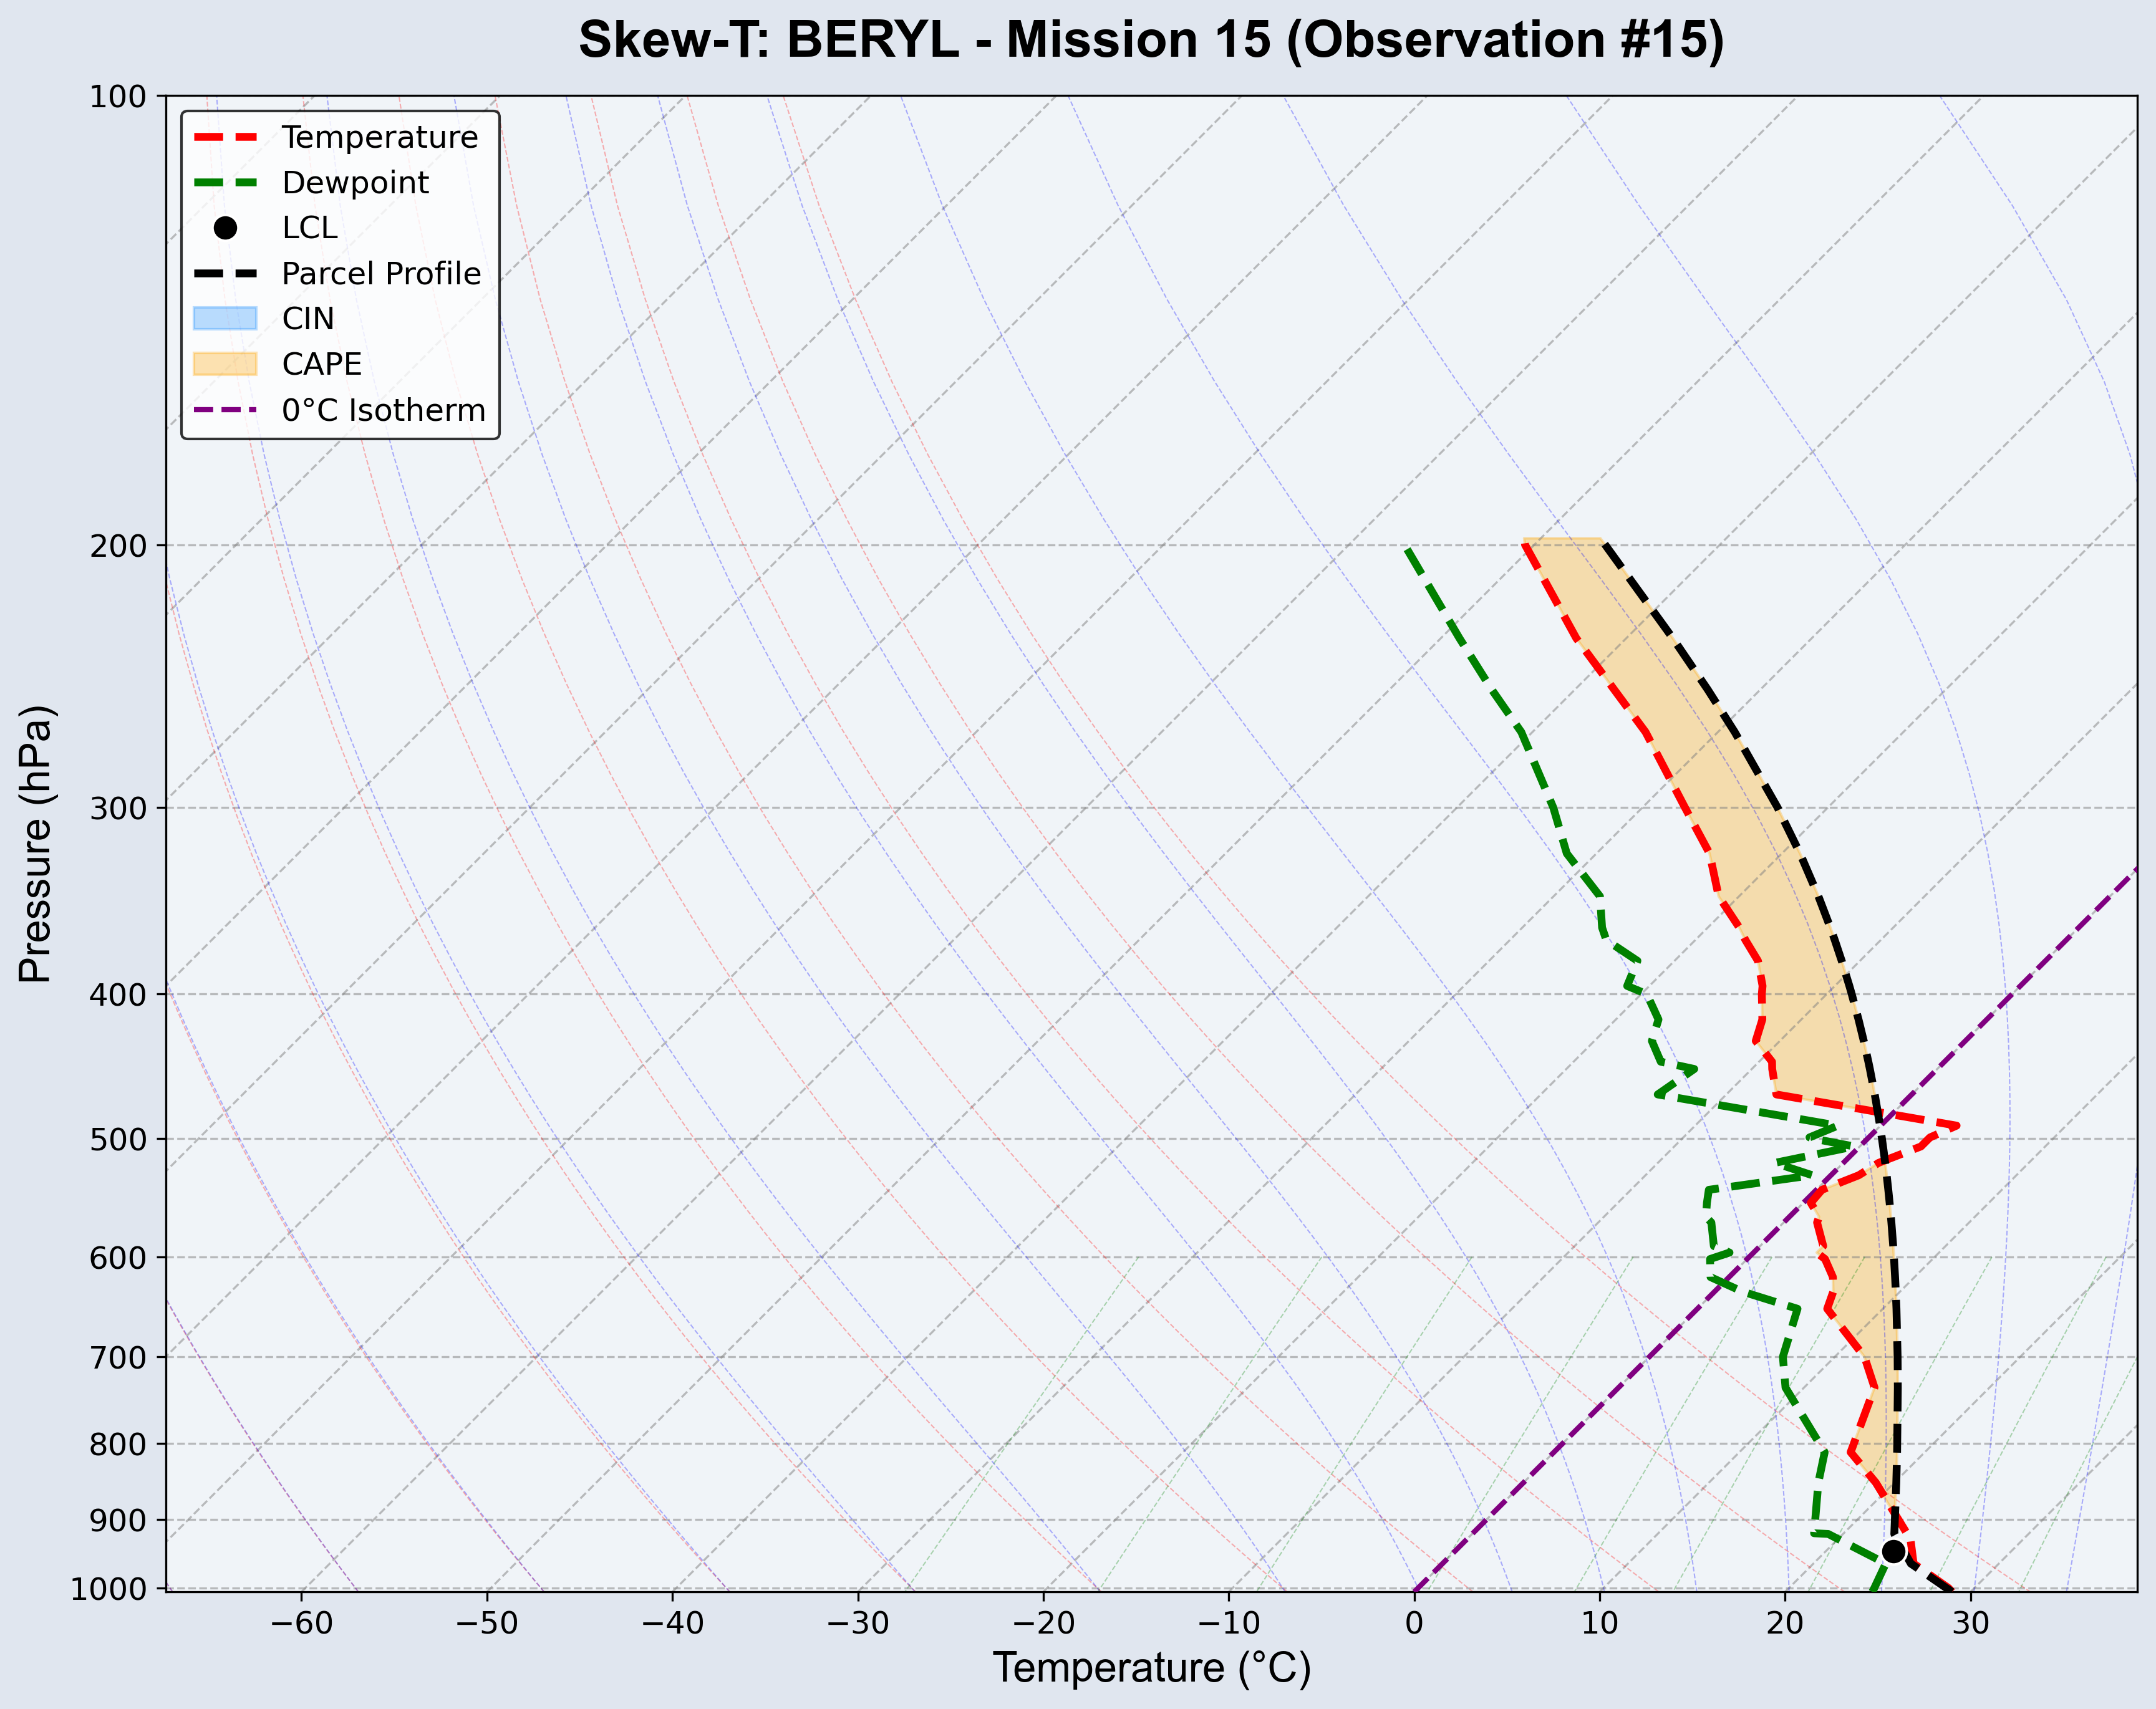 Skew-T: BERYL - Mission 15 (Observation #15)
100
200
300
400
500
600
700
800
900
1000
Pressure (hPa)
Temperature
Dewpoint
LCL
Parcel Profile
CIN
CAPE
0°C Isotherm
−60 −50 −40 −30 −20 −10 0 10 20 30
Temperature (°C)